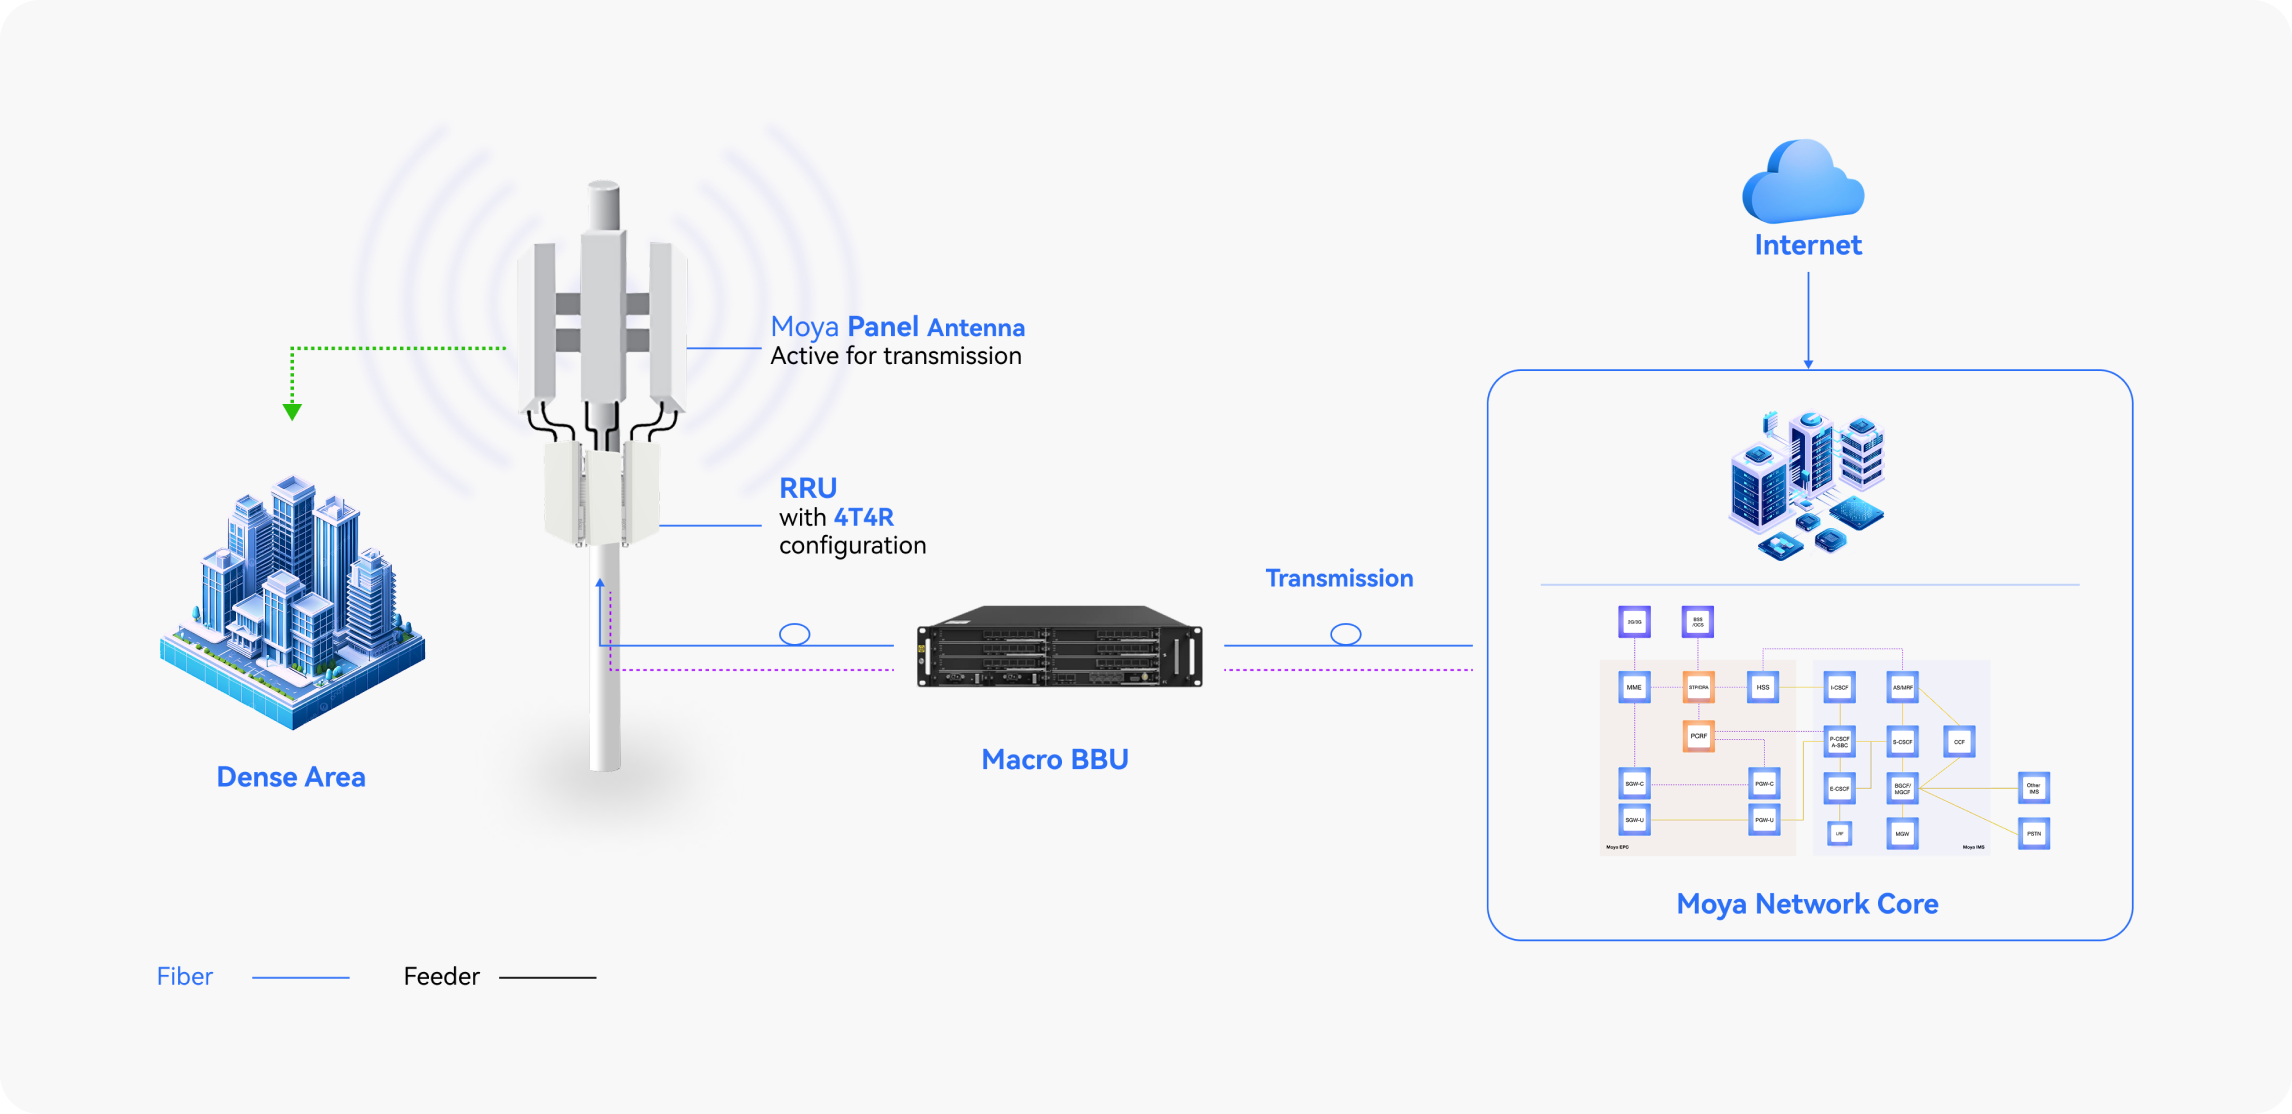 Internet
Moya Panel Antenna
Active for transmission
RRU
with 4T4R
configuration
Transmission
Macro BBU
Dense Area
2G/3G
BSS
/OCS
MME
STP/DRA
HSS
I-CSCF
AS/MRF
PCRF
P-CSCF
A-SBC
S-CSCF
CCF
SGW-C
PGW-C
E-CSCF
BGCF/
MGCF
Other
IMS
SGW-U
PGW-U
LRF
MGW
PSTN
Moya EPC
Moya IMS
Moya Network Core
Fiber
Feeder